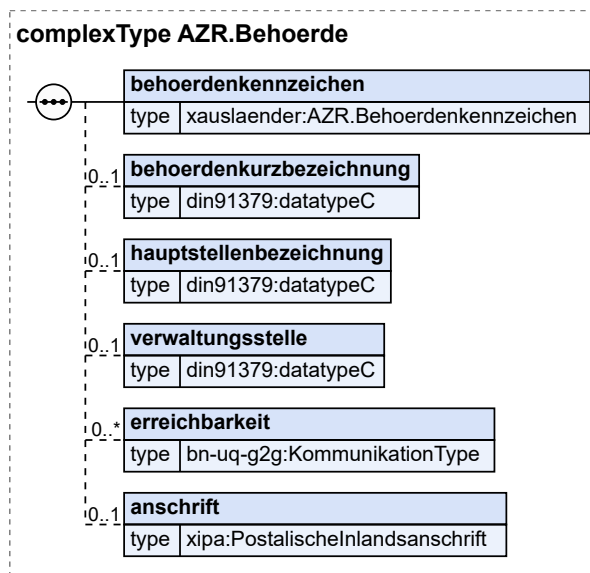 complexType AZR.Behoerde
behoerdenkennzeichen
type xauslaender:AZR.Behoerdenkennzeichen
0..1 behoerdenkurzbezeichnung
type din91379:datatypeC
0..1 hauptstellenbezeichnung
type din91379:datatypeC
0..1 verwaltungsstelle
type din91379:datatypeC
0..* erreichbarkeit
type bn-uq-g2g:KommunikationType
0..1 anschrift
type xipa:PostalischeInlandsanschrift